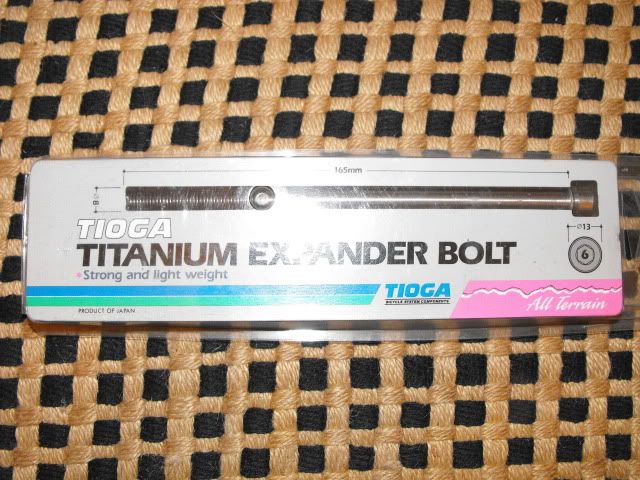 165mm
⌀8
TIOGA
⌀13
TITANIUM EXPANDER BOLT
6
*Strong and light weight
TIOGA
BICYCLE SYSTEM COMPONENTS
All Terrain
PRODUCT OF JAPAN